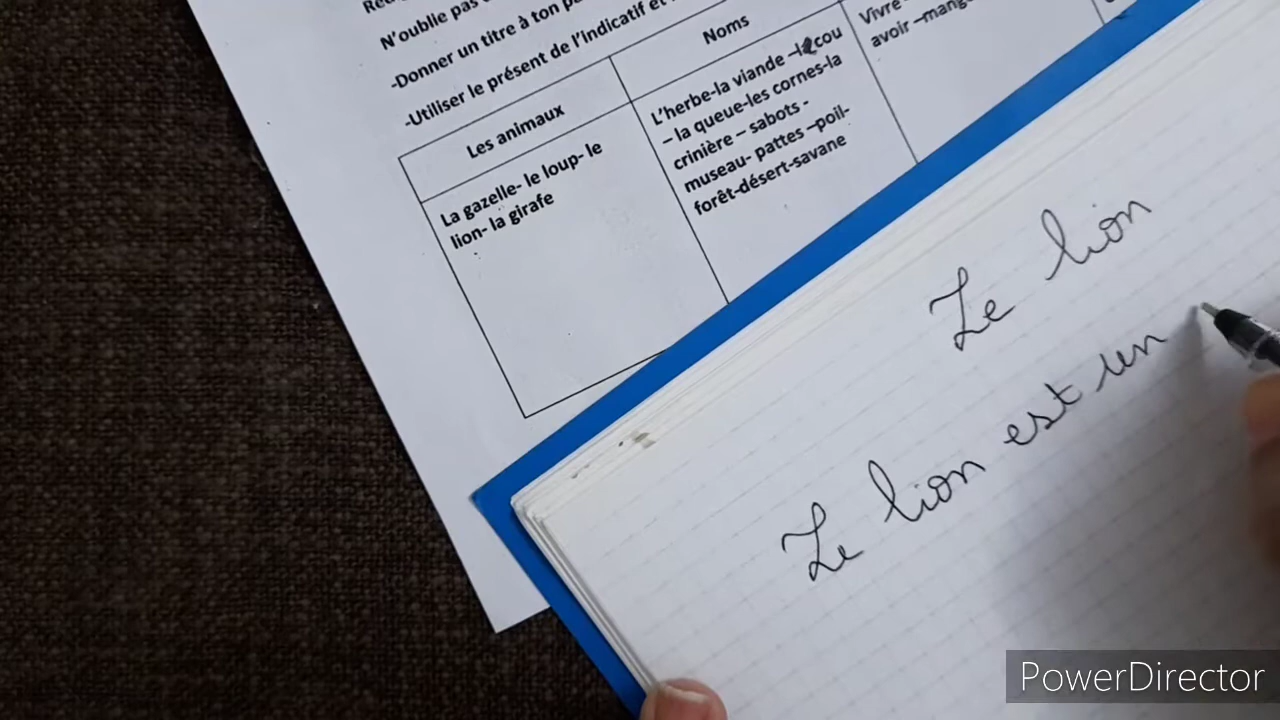 N'oublie pas
-Donner un titre à ton
-Utiliser le présent de l'indicatif et
Les animaux
Noms
La gazelle- le loup- le
lion- la girafe
L'herbe-la viande –le cou
– la queue-les cornes-la
crinière – sabots -
museau- pattes –poil-
forêt-désert-savane
Vivre
avoir –mang
Le lion
Le lion est un
PowerDirector